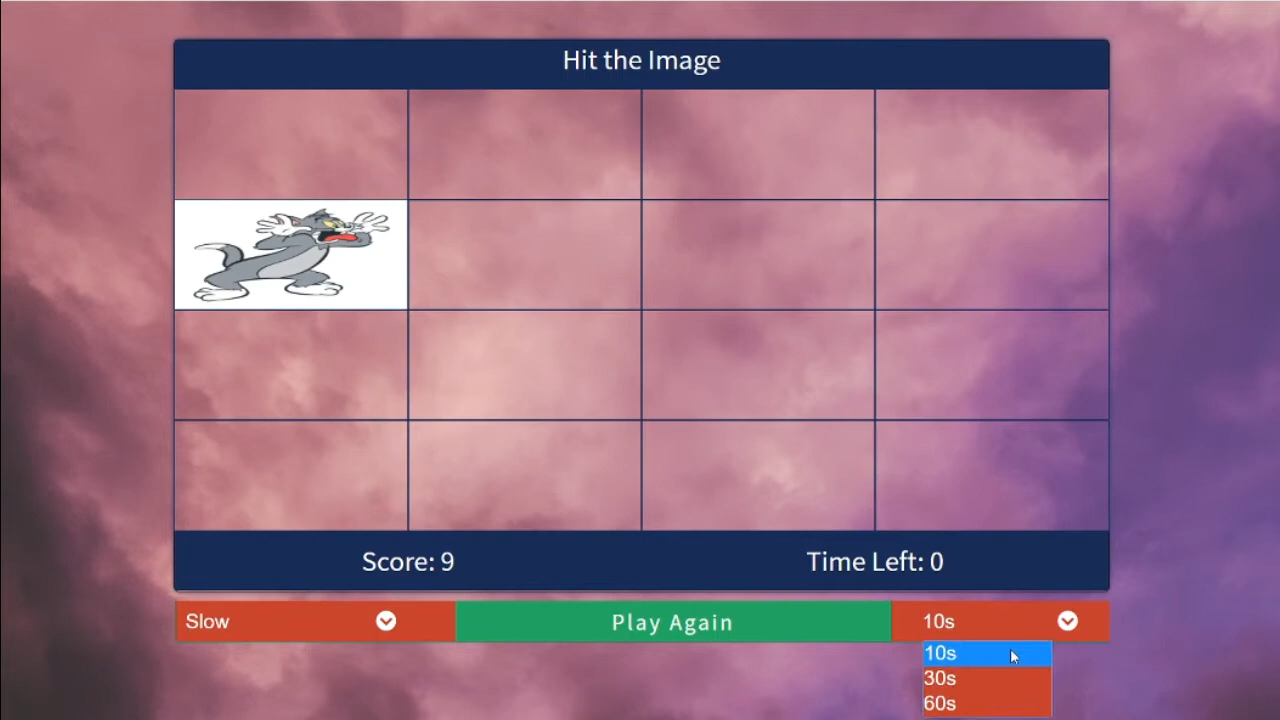 Hit the Image
Score: 9
Time Left: 0
Slow
Play Again
10s
10s
30s
60s